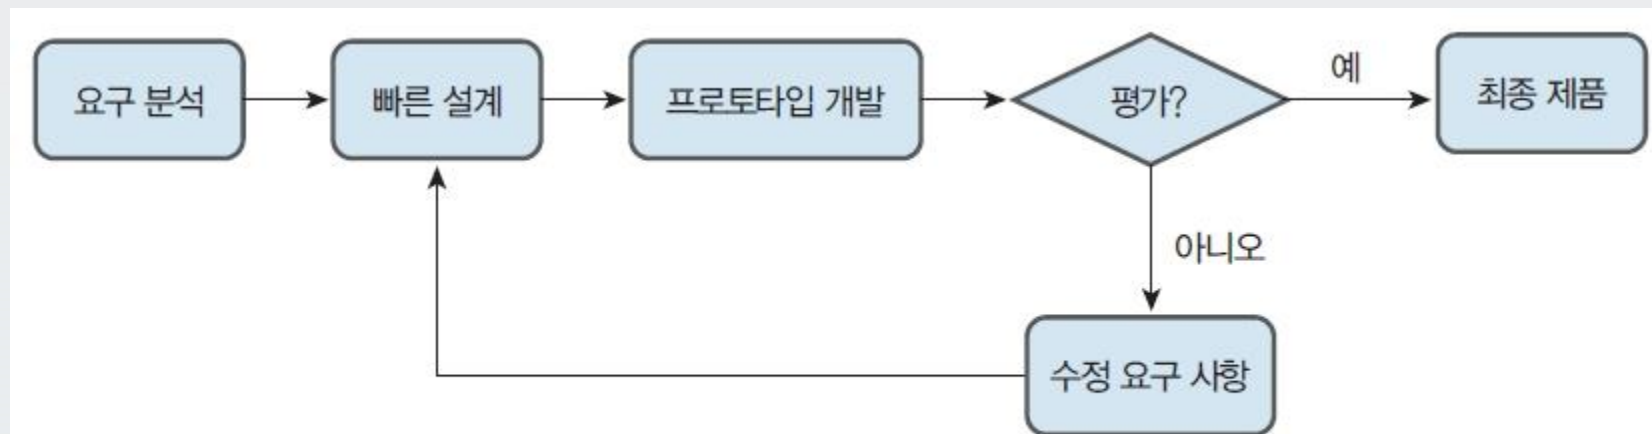 요구 분석
빠른 설계
프로토타입 개발
평가?
예
최종 제품
아니오
수정 요구 사항